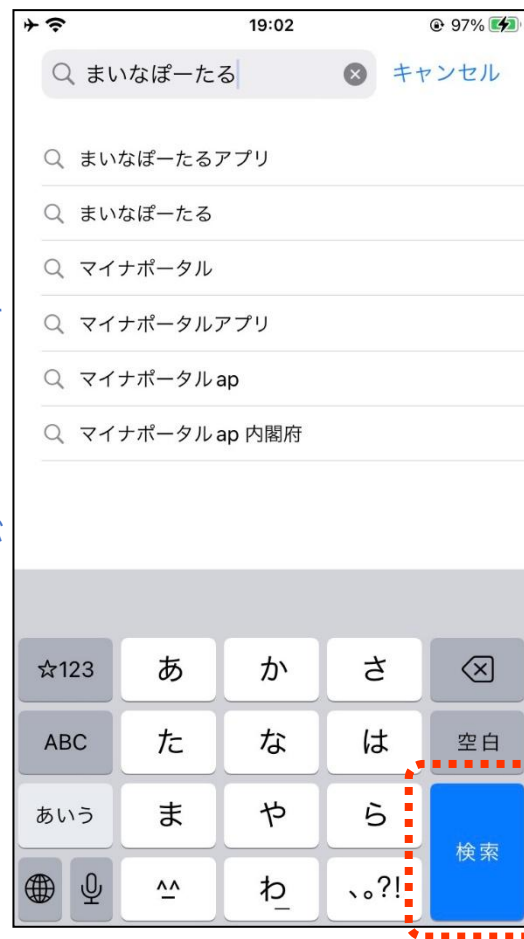 19:02
97%
まいなぽーたる
キャンセル
まいなぽーたるアプリ
まいなぽーたる
マイナポータル
マイナポータルアプリ
マイナポータルap
マイナポータルap 内閣府
☆123 あ か さ
ABC た な は 空白
あいう ま や ら 検索
^^ わ 、。?!